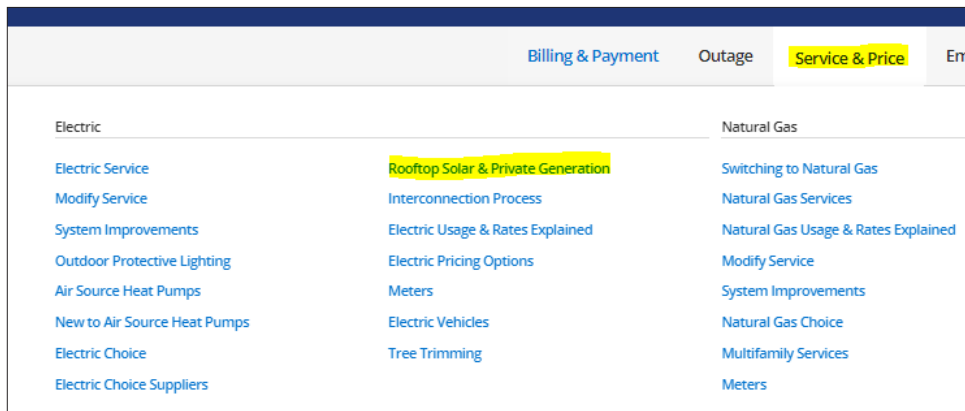 Billing & Payment Outage Service & Price
Electric
Electric Service
Modify Service
System Improvements
Outdoor Protective Lighting
Air Source Heat Pumps
New to Air Source Heat Pumps
Electric Choice
Electric Choice Suppliers
Rooftop Solar & Private Generation
Interconnection Process
Electric Usage & Rates Explained
Electric Pricing Options
Meters
Electric Vehicles
Tree Trimming
Natural Gas
Switching to Natural Gas
Natural Gas Services
Natural Gas Usage & Rates Explained
Modify Service
System Improvements
Natural Gas Choice
Multifamily Services
Meters